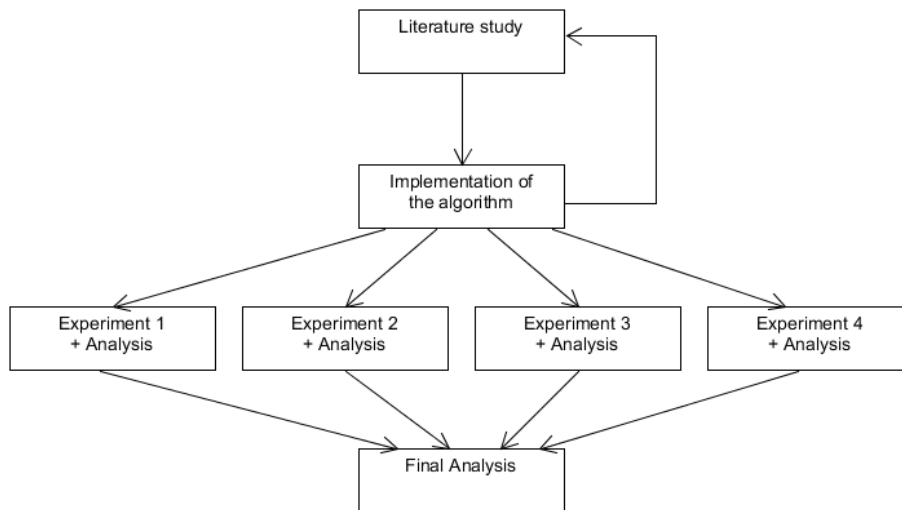 Literature study
Implementation of
the algorithm
Experiment 1
+ Analysis
Experiment 2
+ Analysis
Experiment 3
+ Analysis
Experiment 4
+ Analysis
Final Analysis